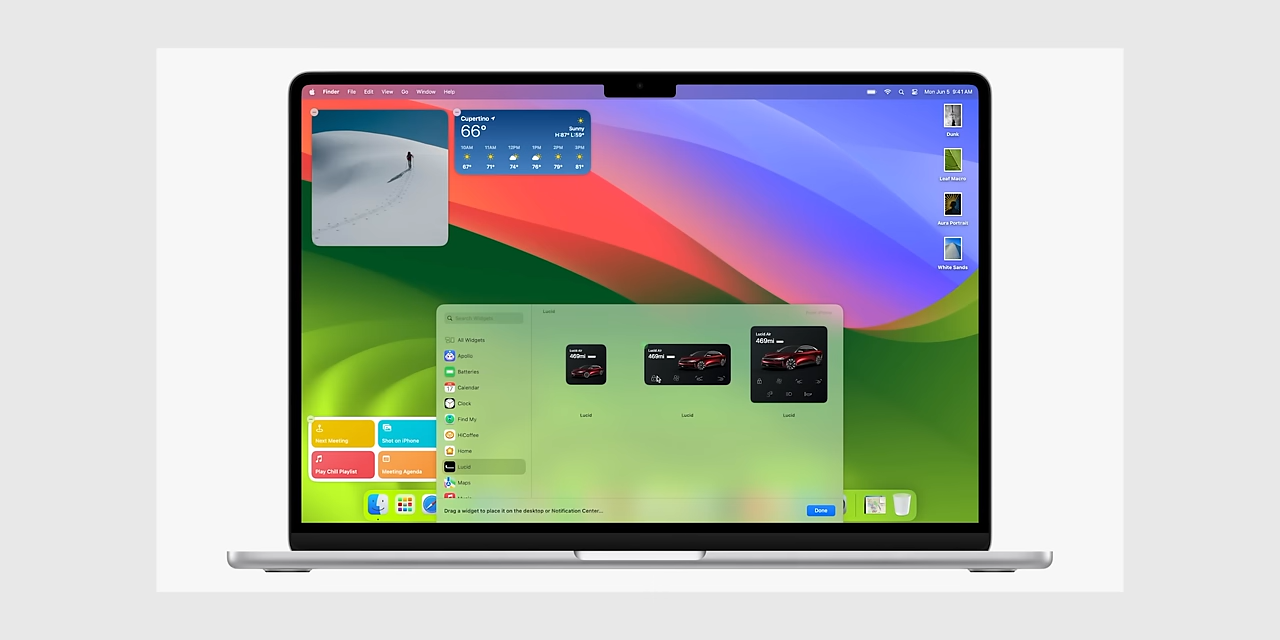 Finder File Edit View Go Window Help
Mon Jun 5 9:41 AM
Cupertino
66°
Sunny
H:87° L:59°
10AM 11AM 12PM 1PM 2PM 3PM
67° 71° 74° 76° 79° 81°
Dunk
Leaf Macro
Aura Portrait
White Sands
Search Widgets
Lucid
All Widgets
Apollo
Batteries
Calendar
17
Clock
Find My
HiCoffee
Home
Lucid
Maps
Lucid Air
469mi
Lucid
Lucid Air
469mi
Lucid
Lucid Air
469mi
Lucid
Next Meeting
Shot on iPhone
Play Chill Playlist
Meeting Agenda
Drag a widget to place it on the desktop or Notification Center...
Done